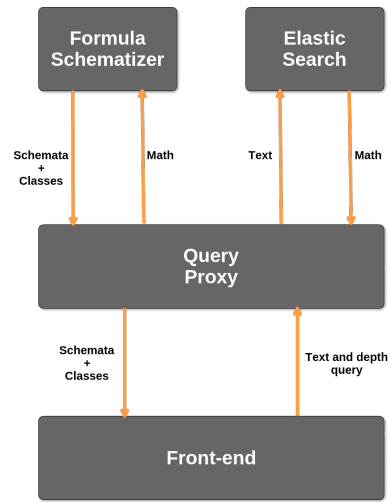 Formula
Schematizer
Elastic
Search
Schemata
+
Classes
Math
Text
Math
Query
Proxy
Schemata
+
Classes
Text and depth
query
Front-end